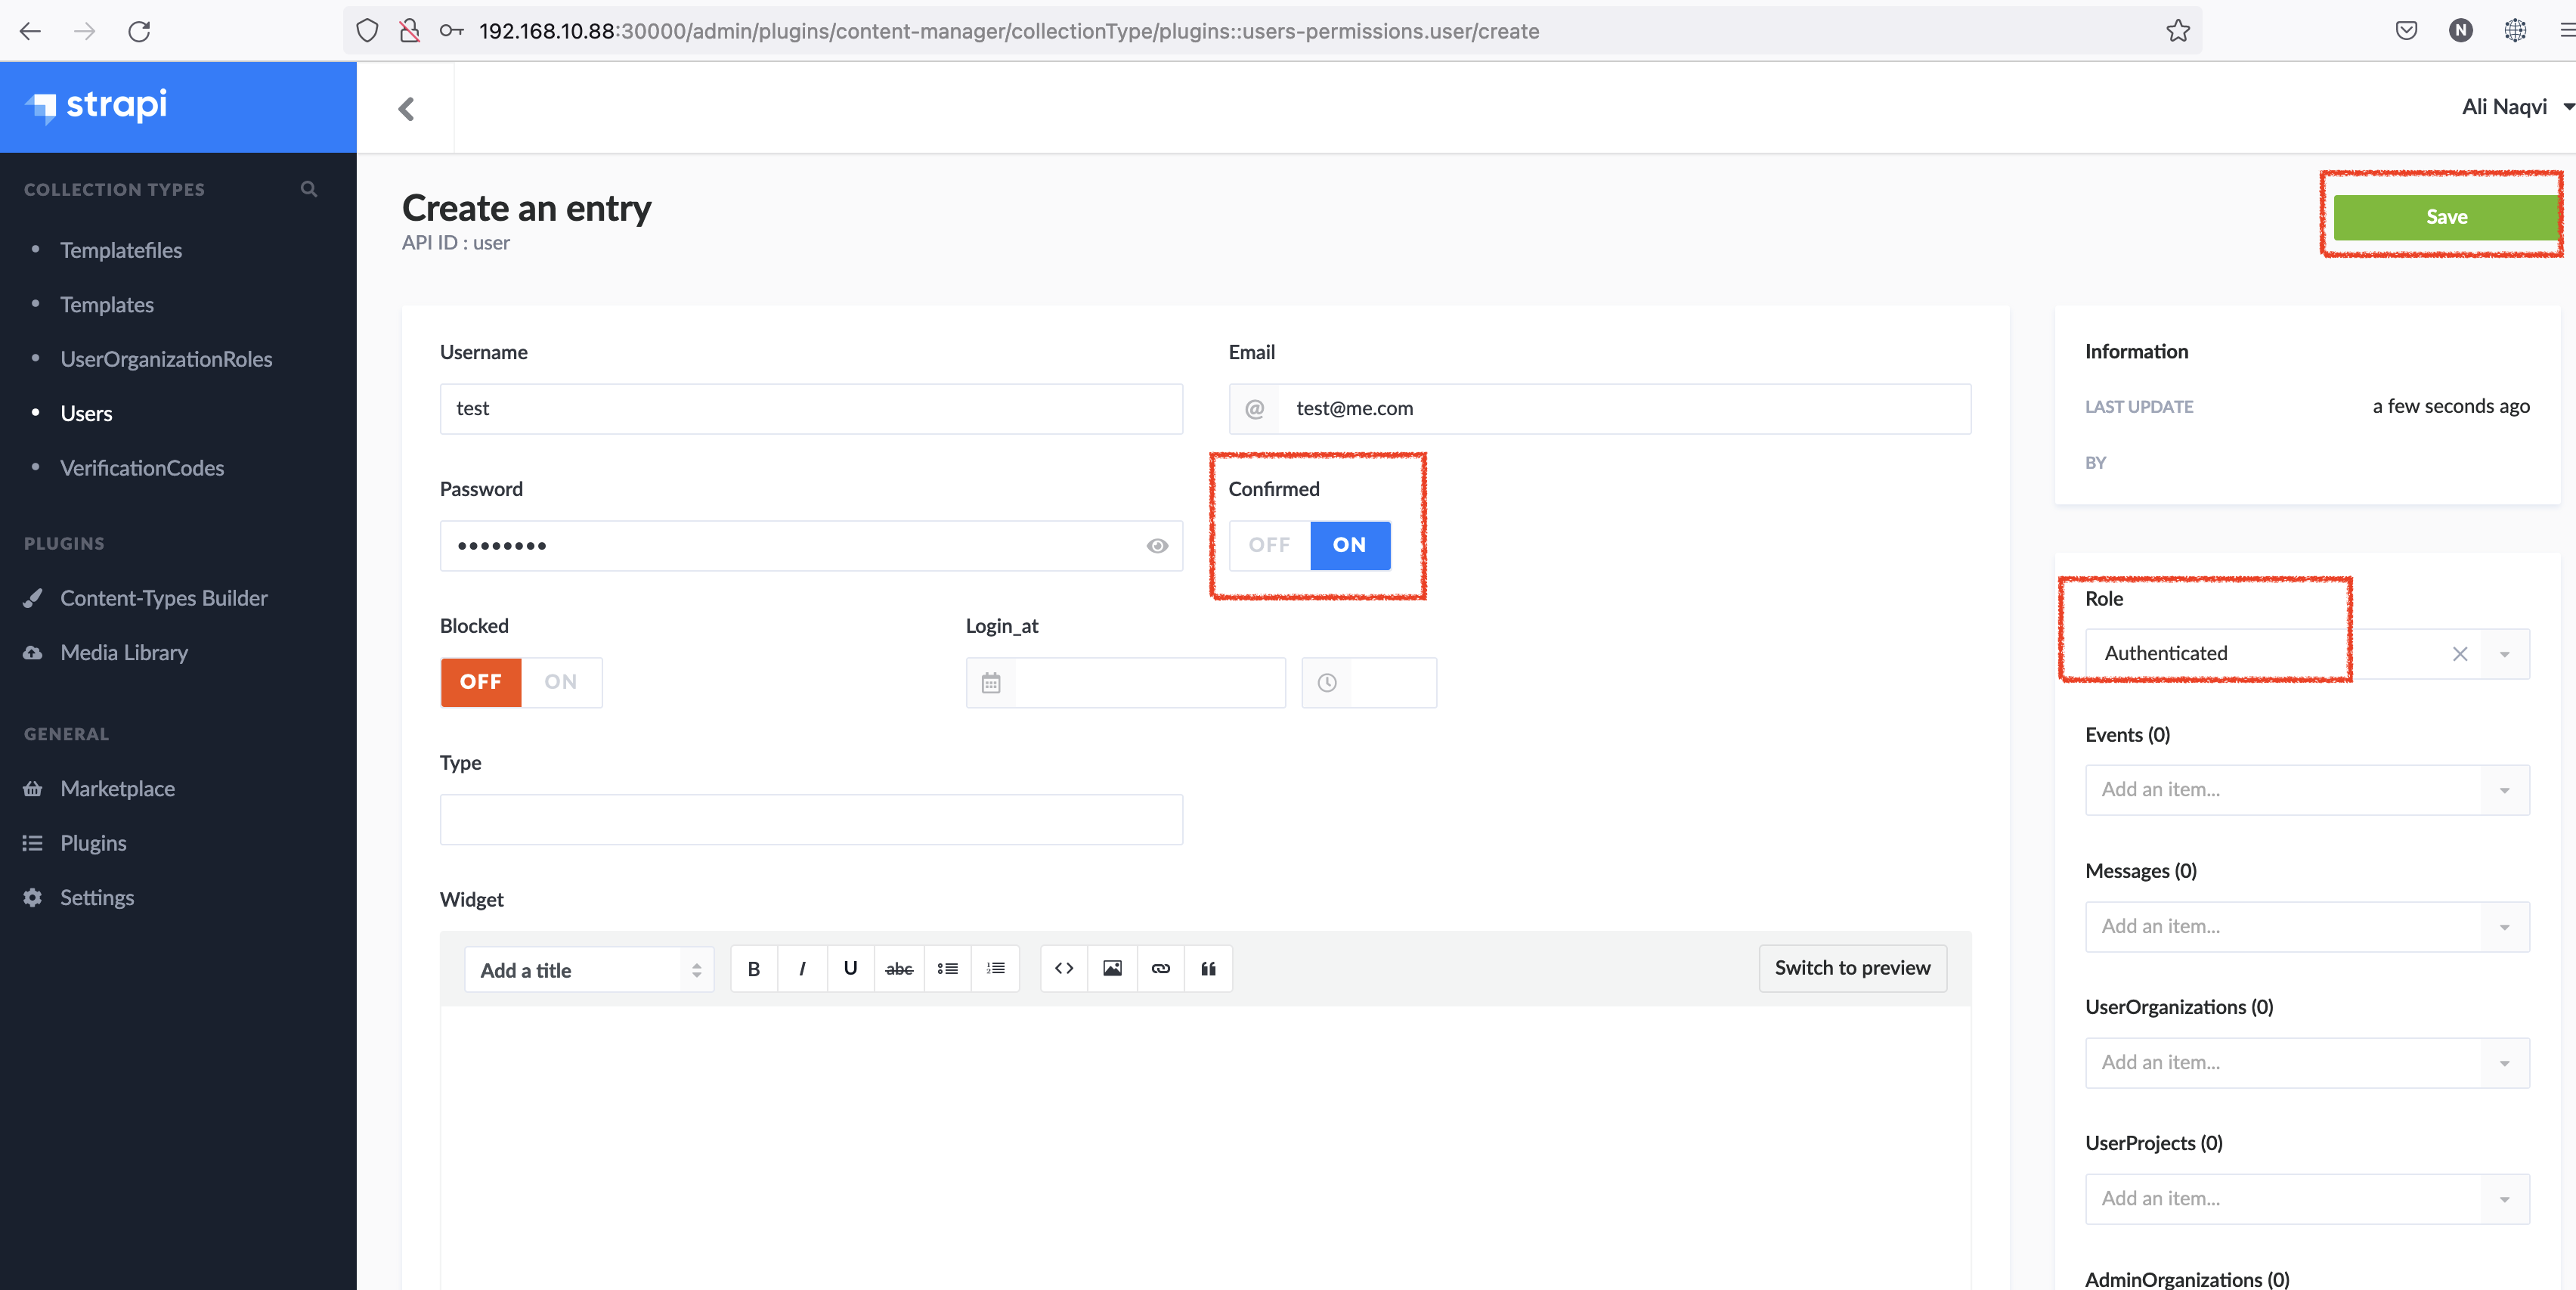 192.168.10.88:30000/admin/plugins/content-manager/collectionType/plugins::users-permissions.user/create
N
strapi
Ali Naqvi
COLLECTION TYPES
Templatefiles
Templates
UserOrganizationRoles
Users
VerificationCodes
PLUGINS
Content-Types Builder
Media Library
GENERAL
Marketplace
Plugins
Settings
Create an entry
API ID : user
Save
Username
test
Email
@ test@me.com
Password
Confirmed
OFF ON
Blocked
OFF ON
Login_at
Type
Widget
Add a title
B I U abc
Switch to preview
Information
LAST UPDATE a few seconds ago
BY
Role
Authenticated
Events (0)
Add an item...
Messages (0)
Add an item...
UserOrganizations (0)
Add an item...
UserProjects (0)
Add an item...
AdminOrganizations (0)